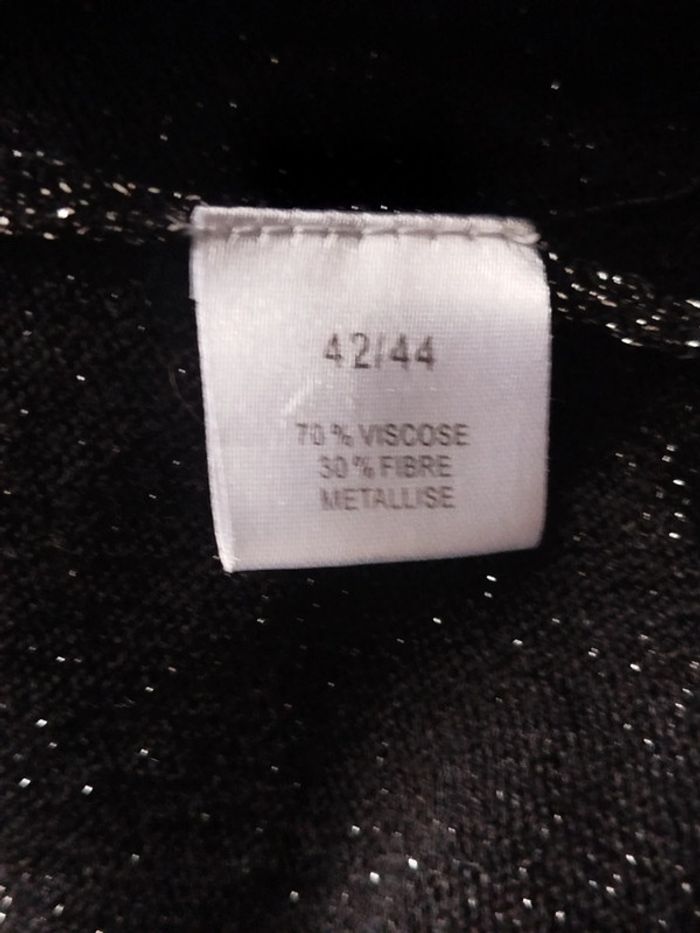 42/44
70 % VISCOSE
30 % FIBRE
METALLISE